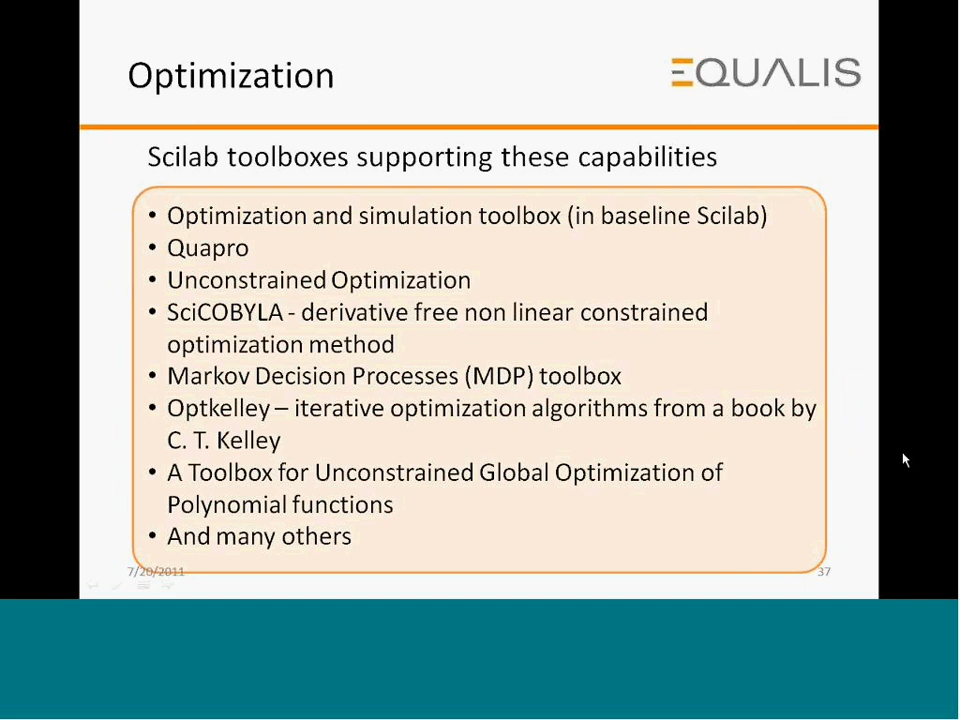 Optimization
EQUALIS
Scilab toolboxes supporting these capabilities
• Optimization and simulation toolbox (in baseline Scilab)
• Quapro
• Unconstrained Optimization
• SciCOBYLA - derivative free non linear constrained
optimization method
• Markov Decision Processes (MDP) toolbox
• Optkelley – iterative optimization algorithms from a book by
C. T. Kelley
• A Toolbox for Unconstrained Global Optimization of
Polynomial functions
• And many others
7/20/2011
37